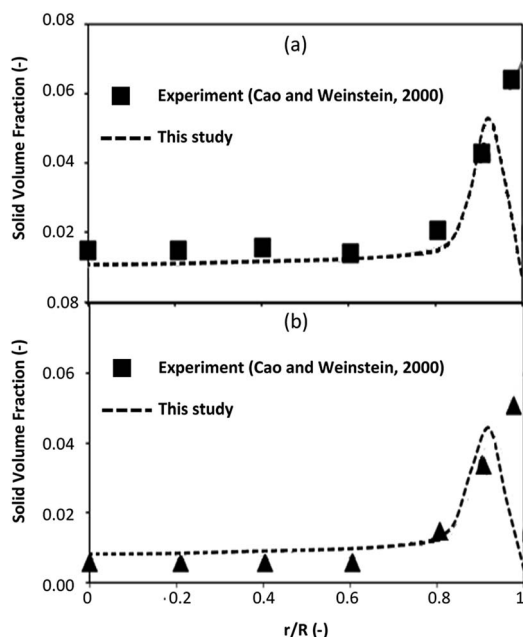 0.08
(a)
0.06
Experiment (Cao and Weinstein, 2000)
This study
0.04
0.02
Solid Volume Fraction (-)
0.08
(b)
0.06
Experiment (Cao and Weinstein, 2000)
This study
0.04
0.02
0.00
Solid Volume Fraction (-)
0 0.2 0.4 0.6 0.8 1
r/R (-)